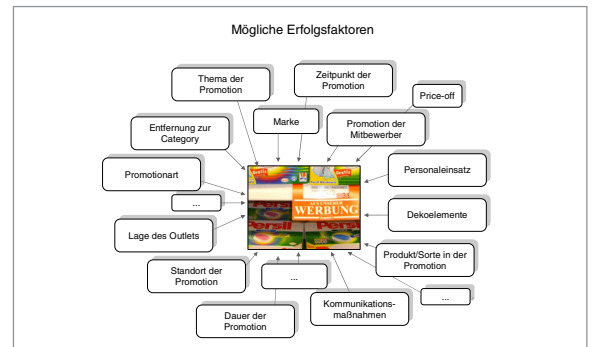 Mögliche Erfolgsfaktoren
Thema der
Promotion
Zeitpunkt der
Promotion
Price-off
Marke
Promotion der
Mitbewerber
Entfernung zur
Category
Personaleinsatz
Promotionart
...
AUS UNSERER
WERBUNG
Persil
Persil
Dekoelemente
Lage des Outlets
Produkt/Sorte in der
Promotion
Standort der
Promotion
...
...
Kommunikations-
maßnahmen
Dauer der
Promotion